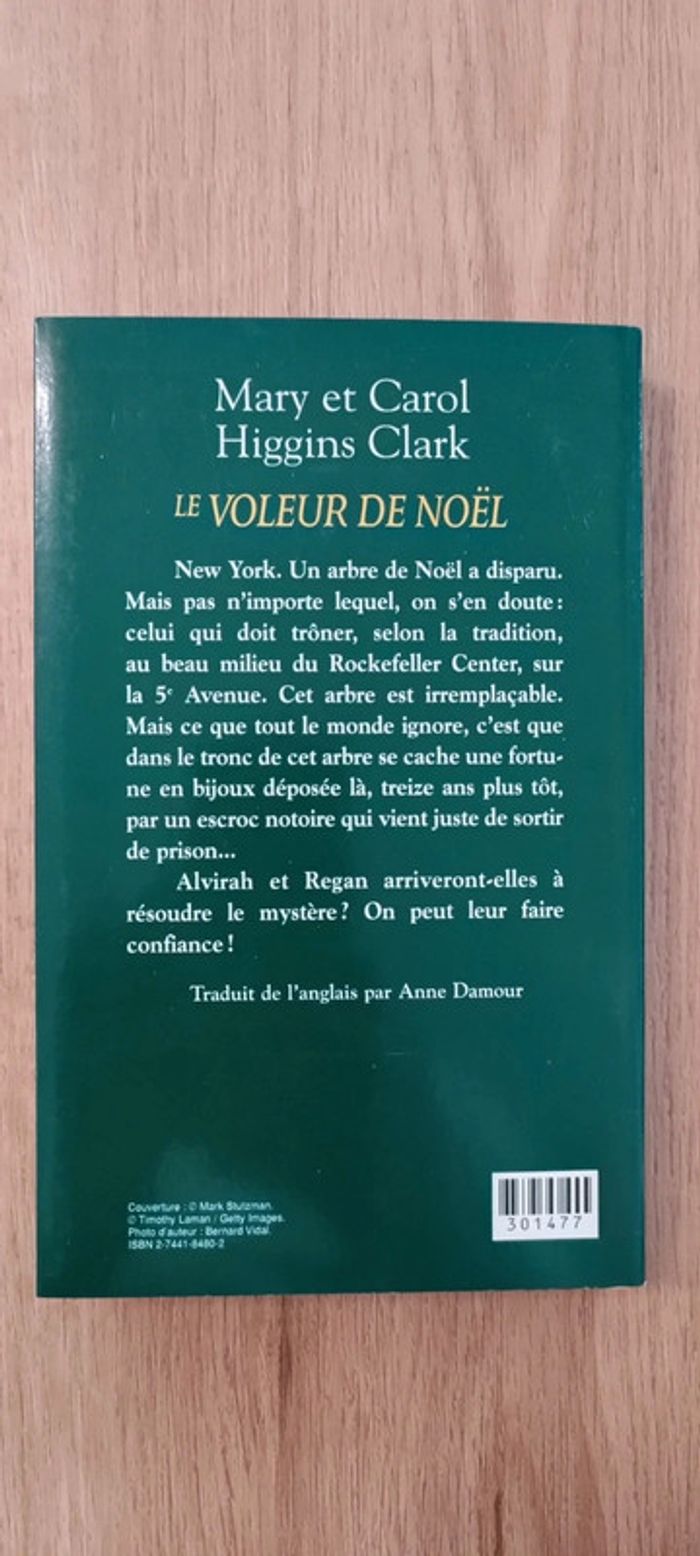 Mary et Carol
Higgins Clark
LE VOLEUR DE NOËL
New York. Un arbre de Noël a disparu.
Mais pas n'importe lequel, on s'en doute :
celui qui doit trôner, selon la tradition,
au beau milieu du Rockefeller Center, sur
la 5e Avenue. Cet arbre est irremplaçable.
Mais ce que tout le monde ignore, c'est que
dans le tronc de cet arbre se cache une fortu-
ne en bijoux déposée là, treize ans plus tôt,
par un escroc notoire qui vient juste de sortir
de prison...
Alvirah et Regan arriveront-elles à
résoudre le mystère ? On peut leur faire
confiance !
Traduit de l'anglais par Anne Damour
Couverture : © Mark Stutzman.
© Timothy Laman / Getty Images.
Photo d'auteur : Bernard Vidal.
ISBN 2-7441-8480-2
301477